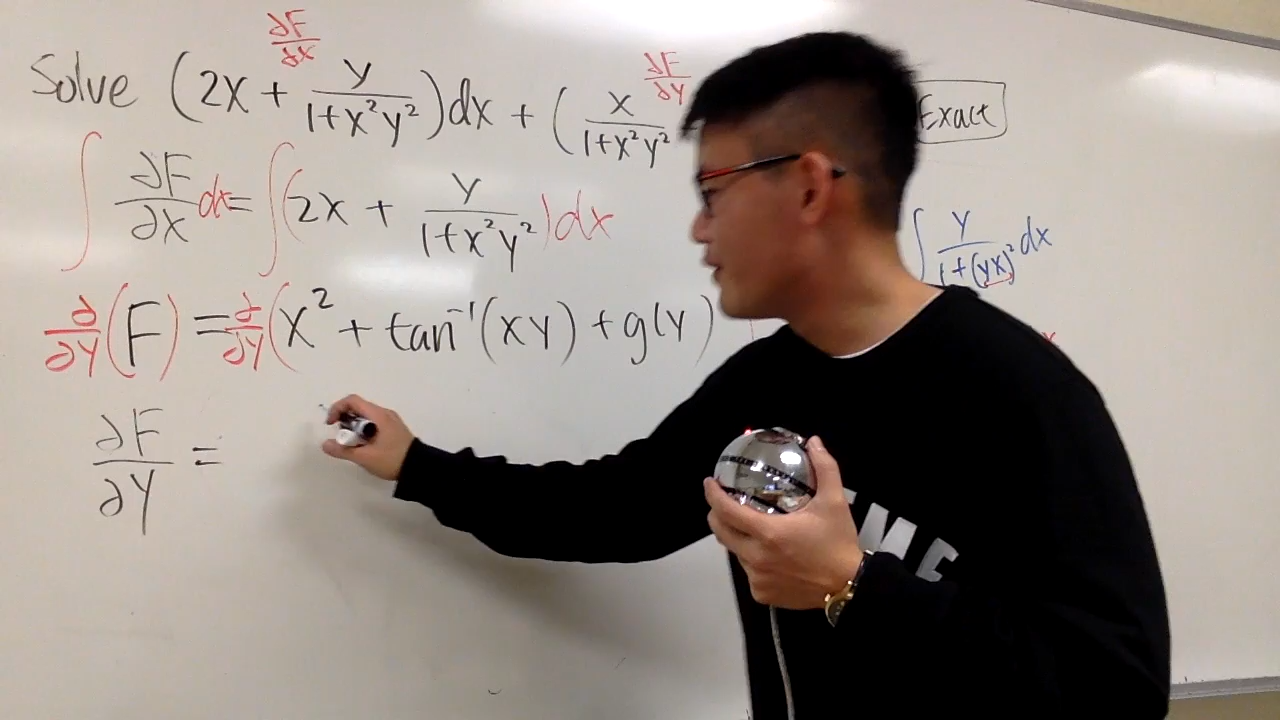 ∂F/∂x ∂F/∂y
Solve (2x + y/(1+x²y²))dx + (x/(1+x²y²) Exact
∫ ∂F/∂x dx = ∫(2x + y/(1+x²y²))dx ∫ y/(1+(yx)²) dx
∂/∂y(F) = ∂/∂y(x² + tan⁻¹(xy) + g(y)
∂F/∂y =